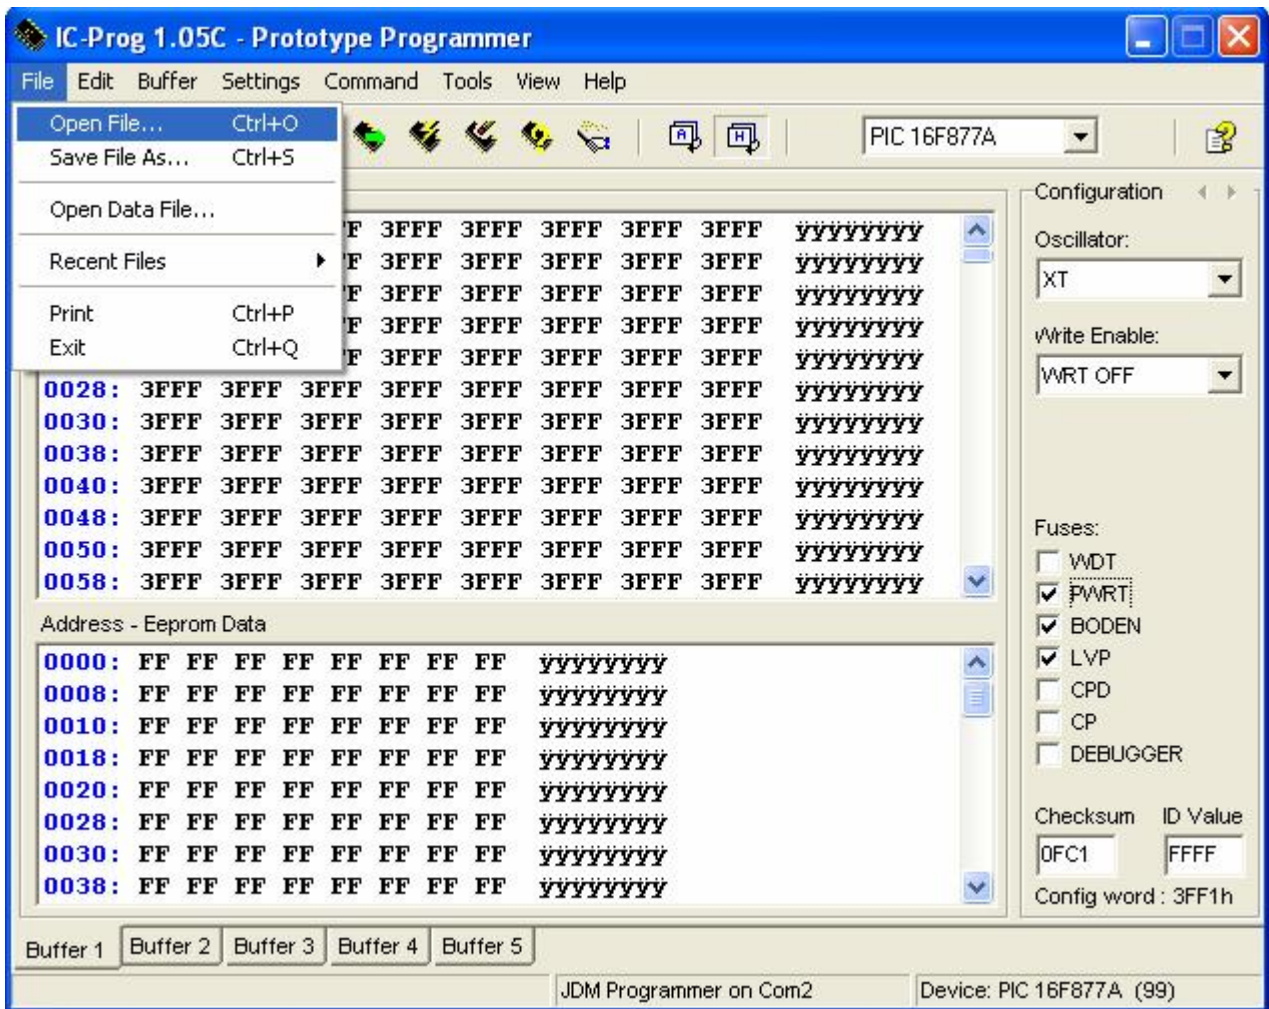 IC-Prog 1.05C - Prototype Programmer
File Edit Buffer Settings Command Tools View Help
Open File... Ctrl+O
Save File As... Ctrl+S
Open Data File...
Recent Files
Print Ctrl+P
Exit Ctrl+Q
PIC 16F877A
3FFF 3FFF 3FFF 3FFF 3FFF ÿÿÿÿÿÿÿÿ
3FFF 3FFF 3FFF 3FFF 3FFF ÿÿÿÿÿÿÿÿ
3FFF 3FFF 3FFF 3FFF 3FFF ÿÿÿÿÿÿÿÿ
3FFF 3FFF 3FFF 3FFF 3FFF ÿÿÿÿÿÿÿÿ
3FFF 3FFF 3FFF 3FFF 3FFF ÿÿÿÿÿÿÿÿ
0028: 3FFF 3FFF 3FFF 3FFF 3FFF 3FFF 3FFF 3FFF ÿÿÿÿÿÿÿÿ
0030: 3FFF 3FFF 3FFF 3FFF 3FFF 3FFF 3FFF 3FFF ÿÿÿÿÿÿÿÿ
0038: 3FFF 3FFF 3FFF 3FFF 3FFF 3FFF 3FFF 3FFF ÿÿÿÿÿÿÿÿ
0040: 3FFF 3FFF 3FFF 3FFF 3FFF 3FFF 3FFF 3FFF ÿÿÿÿÿÿÿÿ
0048: 3FFF 3FFF 3FFF 3FFF 3FFF 3FFF 3FFF 3FFF ÿÿÿÿÿÿÿÿ
0050: 3FFF 3FFF 3FFF 3FFF 3FFF 3FFF 3FFF 3FFF ÿÿÿÿÿÿÿÿ
0058: 3FFF 3FFF 3FFF 3FFF 3FFF 3FFF 3FFF 3FFF ÿÿÿÿÿÿÿÿ
Address - Eeprom Data
0000: FF FF FF FF FF FF FF FF ÿÿÿÿÿÿÿÿ
0008: FF FF FF FF FF FF FF FF ÿÿÿÿÿÿÿÿ
0010: FF FF FF FF FF FF FF FF ÿÿÿÿÿÿÿÿ
0018: FF FF FF FF FF FF FF FF ÿÿÿÿÿÿÿÿ
0020: FF FF FF FF FF FF FF FF ÿÿÿÿÿÿÿÿ
0028: FF FF FF FF FF FF FF FF ÿÿÿÿÿÿÿÿ
0030: FF FF FF FF FF FF FF FF ÿÿÿÿÿÿÿÿ
0038: FF FF FF FF FF FF FF FF ÿÿÿÿÿÿÿÿ
Configuration
Oscillator:
XT
Write Enable:
WRT OFF
Fuses:
WDT
PWRT
BODEN
LVP
CPD
CP
DEBUGGER
Checksum ID Value
0FC1 FFFF
Config word : 3FF1h
Buffer 1 Buffer 2 Buffer 3 Buffer 4 Buffer 5
JDM Programmer on Com2 Device: PIC 16F877A (99)